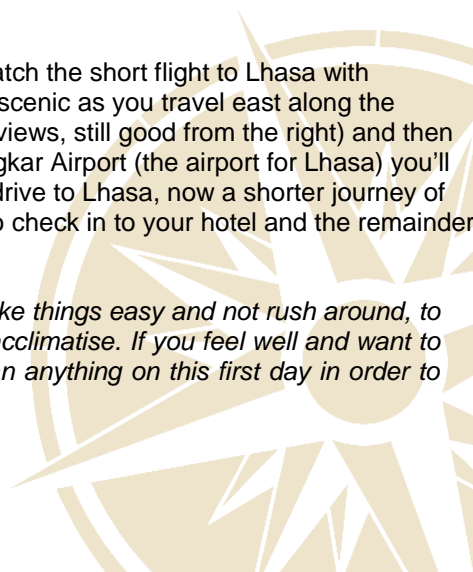 atch the short flight to Lhasa with
scenic as you travel east along the
views, still good from the right) and then
gkar Airport (the airport for Lhasa) you'll
drive to Lhasa, now a shorter journey of
o check in to your hotel and the remainder
ke things easy and not rush around, to
acclimatise. If you feel well and want to
an anything on this first day in order to